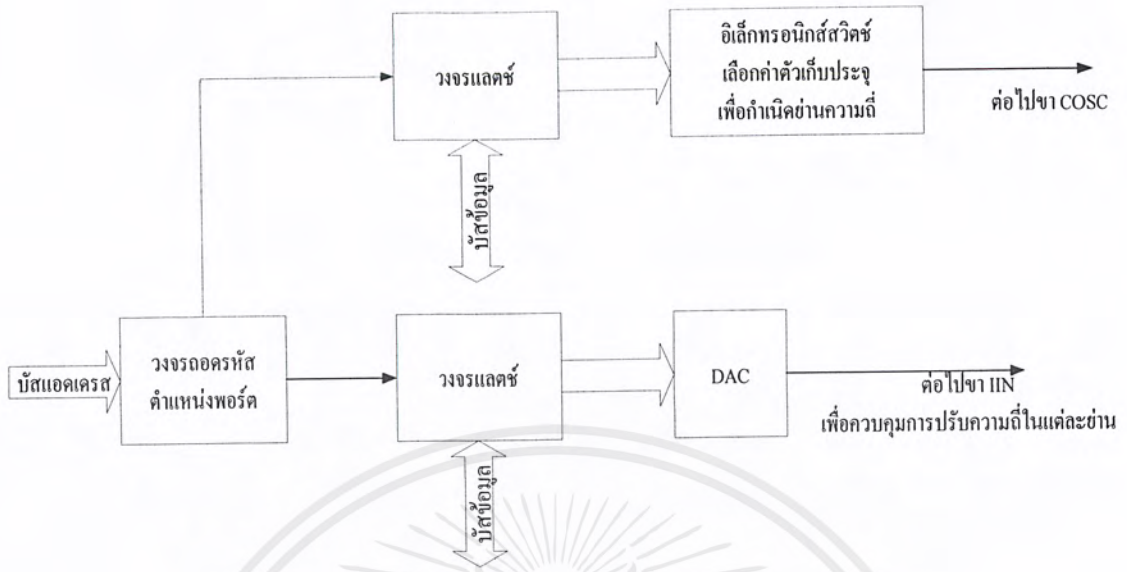 วงจรแลตช์
อิเล็กทรอนิกส์สวิตช์
เลือกค่าตัวเก็บประจุ
เพื่อกำเนิดย่านความถี่
ต่อไปขา COSC
บัสข้อมูล
บัสแอดเดรส
วงจรถอดรหัส
ตำแหน่งพอร์ต
วงจรแลตช์
DAC
ต่อไปขา IIN
เพื่อควบคุมการปรับความถี่ในแต่ละย่าน
บัสข้อมูล